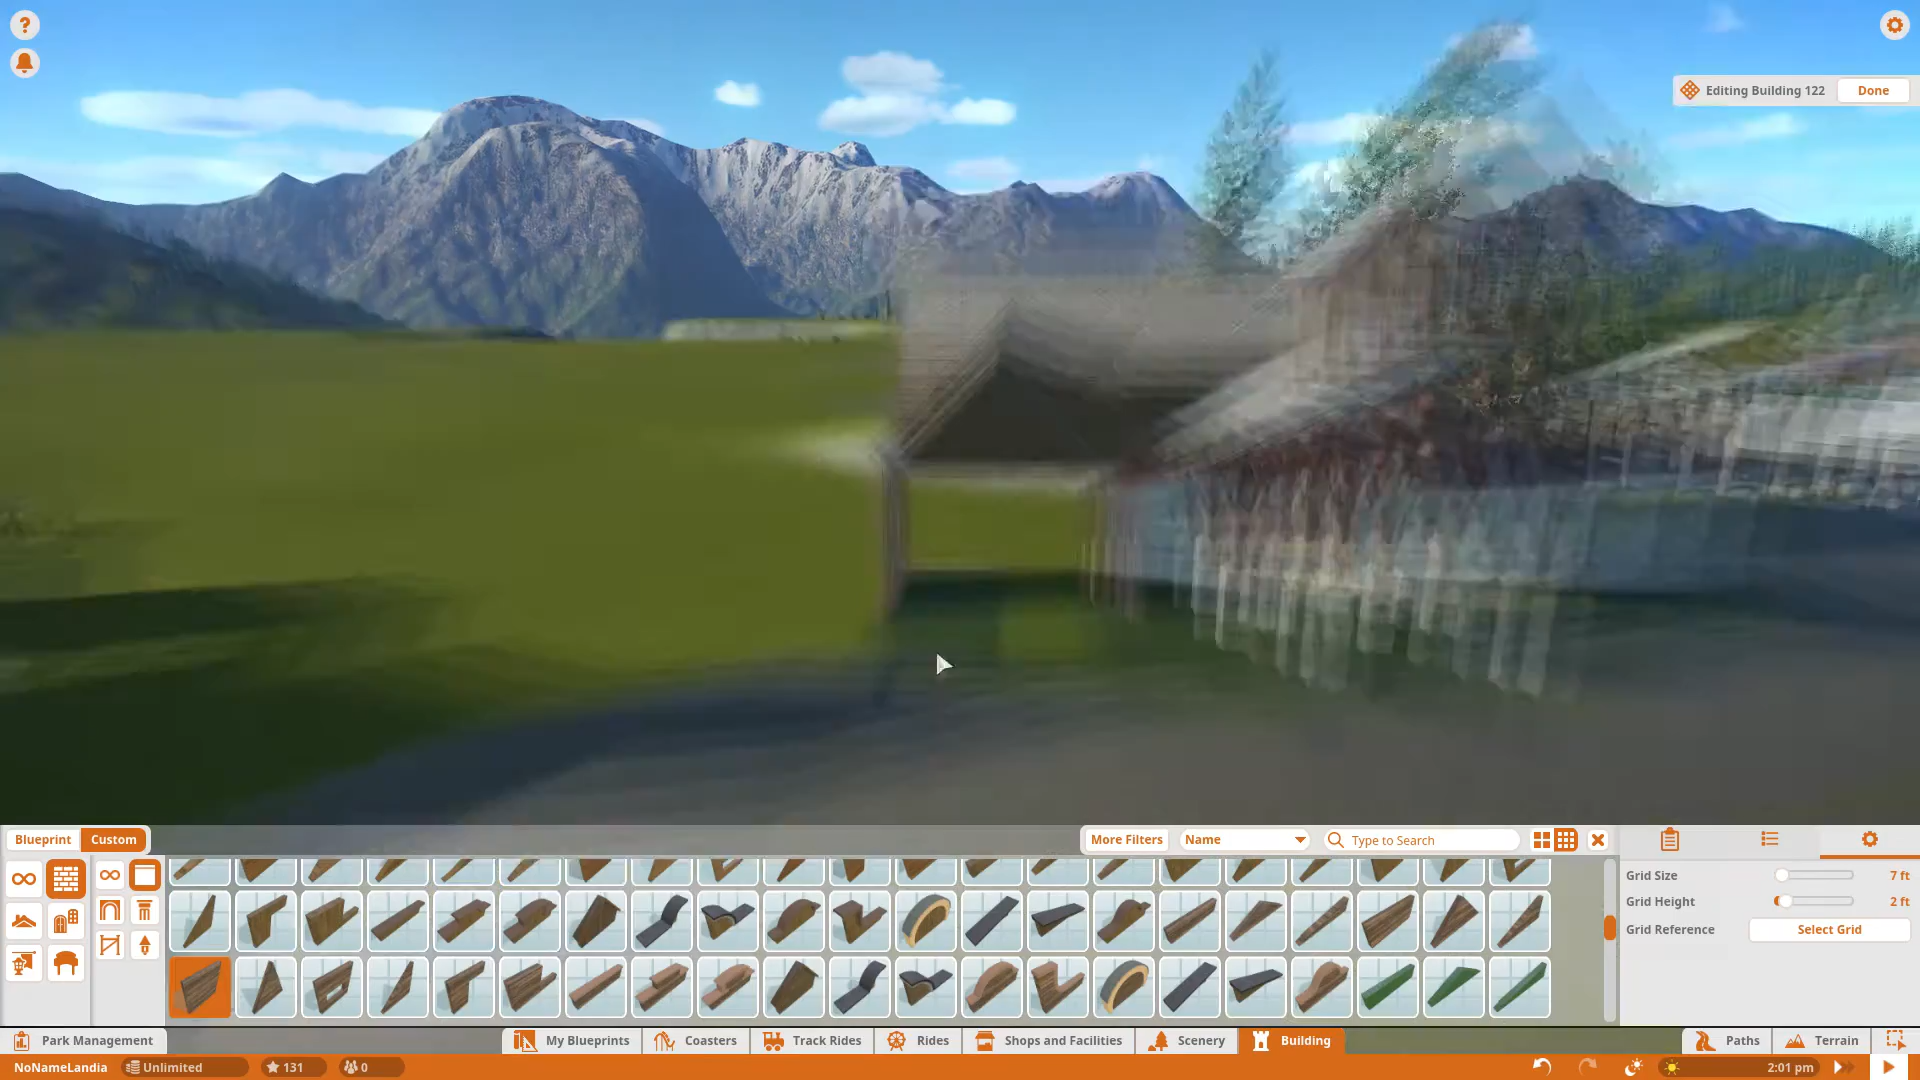 ?
Editing Building 122
Done
Blueprint
Custom
More Filters
Name
Type to Search
Grid Size
7 ft
Grid Height
2 ft
Grid Reference
Select Grid
Park Management
My Blueprints
Coasters
Track Rides
Rides
Shops and Facilities
Scenery
Building
Paths
Terrain
NoNameLandia
Unlimited
131
0
2:01 pm